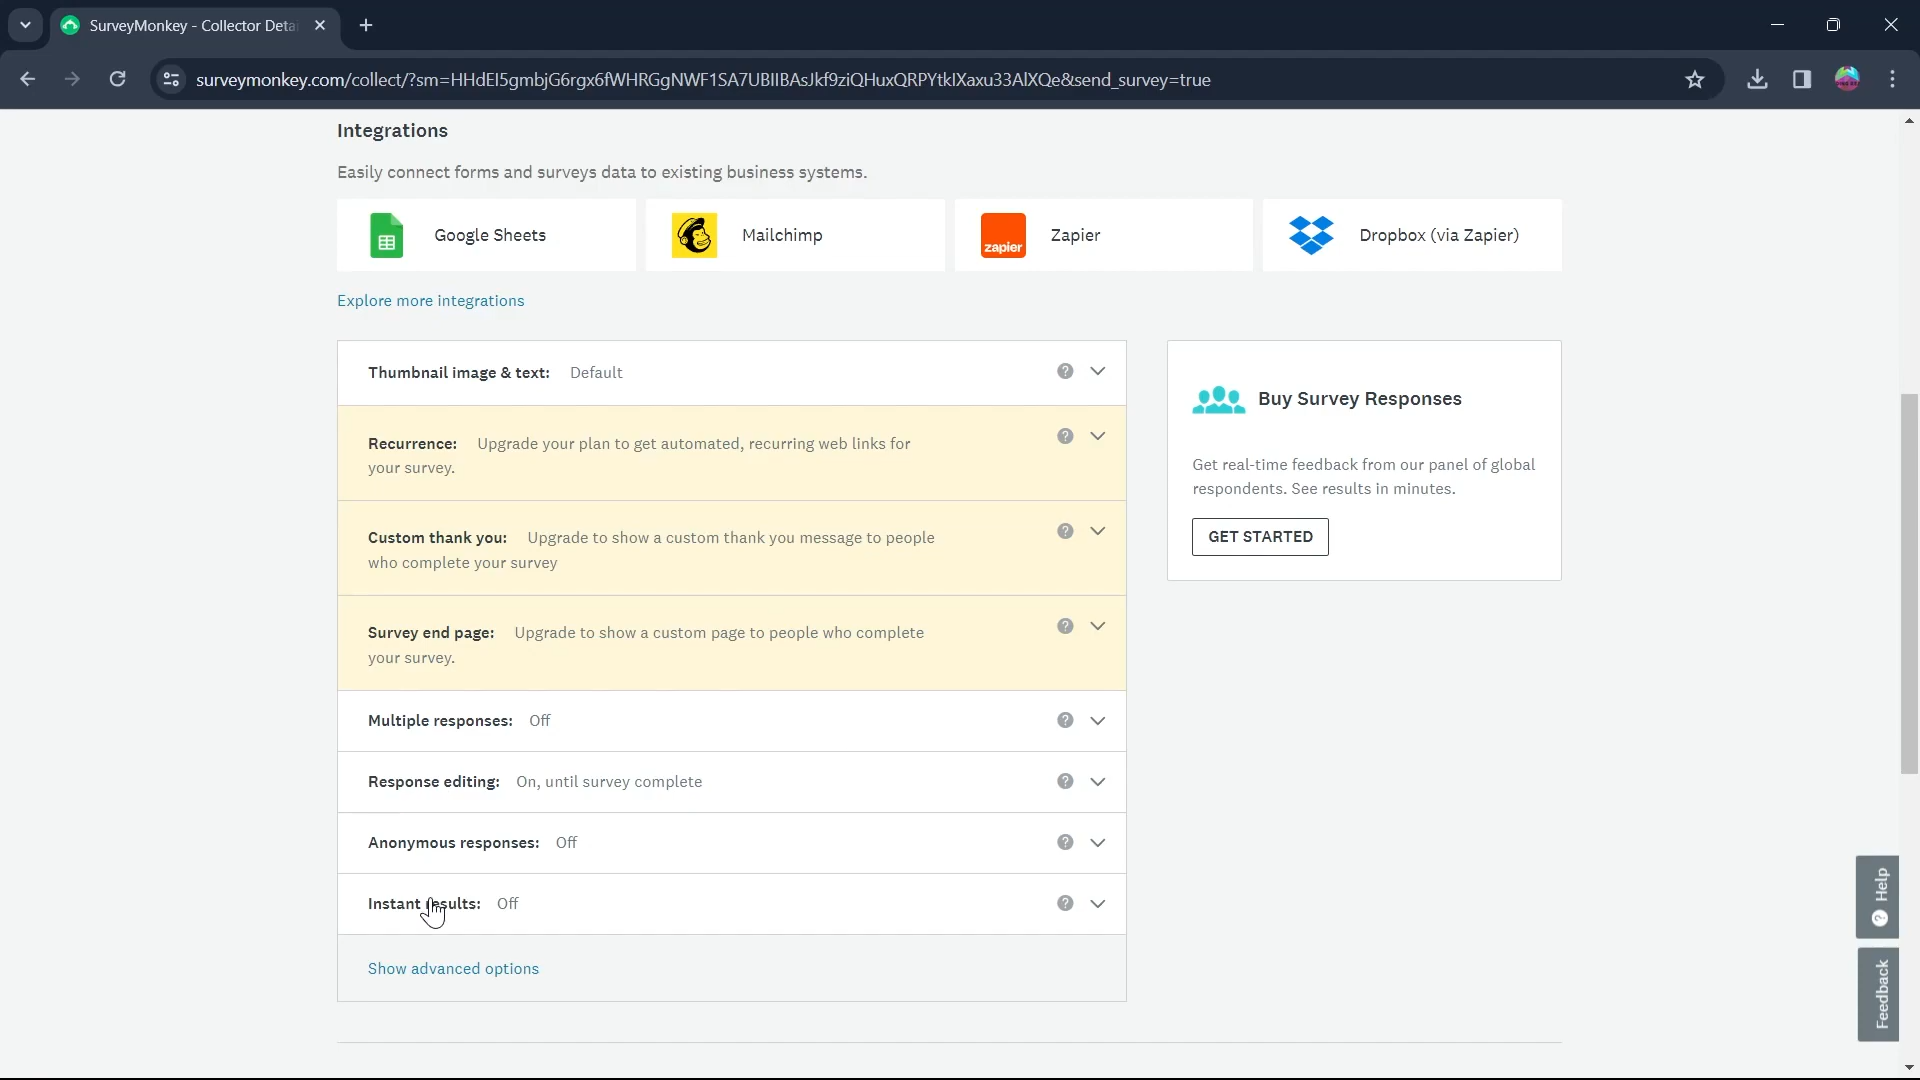 SurveyMonkey - Collector Deta
surveymonkey.com/collect/?sm=HHdEI5gmbjG6rgx6fWHRGgNWF1SA7UBIIBAsJkf9ziQHuxQRPYtkIXaxu33AlXQe&send_survey=true
Integrations
Easily connect forms and surveys data to existing business systems.
Google Sheets
Mailchimp
zapier
Zapier
Dropbox (via Zapier)
Explore more integrations
Thumbnail image & text: Default
Recurrence: Upgrade your plan to get automated, recurring web links for
your survey.
Custom thank you: Upgrade to show a custom thank you message to people
who complete your survey
Survey end page: Upgrade to show a custom page to people who complete
your survey.
Multiple responses: Off
Response editing: On, until survey complete
Anonymous responses: Off
Instant results: Off
Show advanced options
Buy Survey Responses
Get real-time feedback from our panel of global
respondents. See results in minutes.
GET STARTED
Help
Feedback